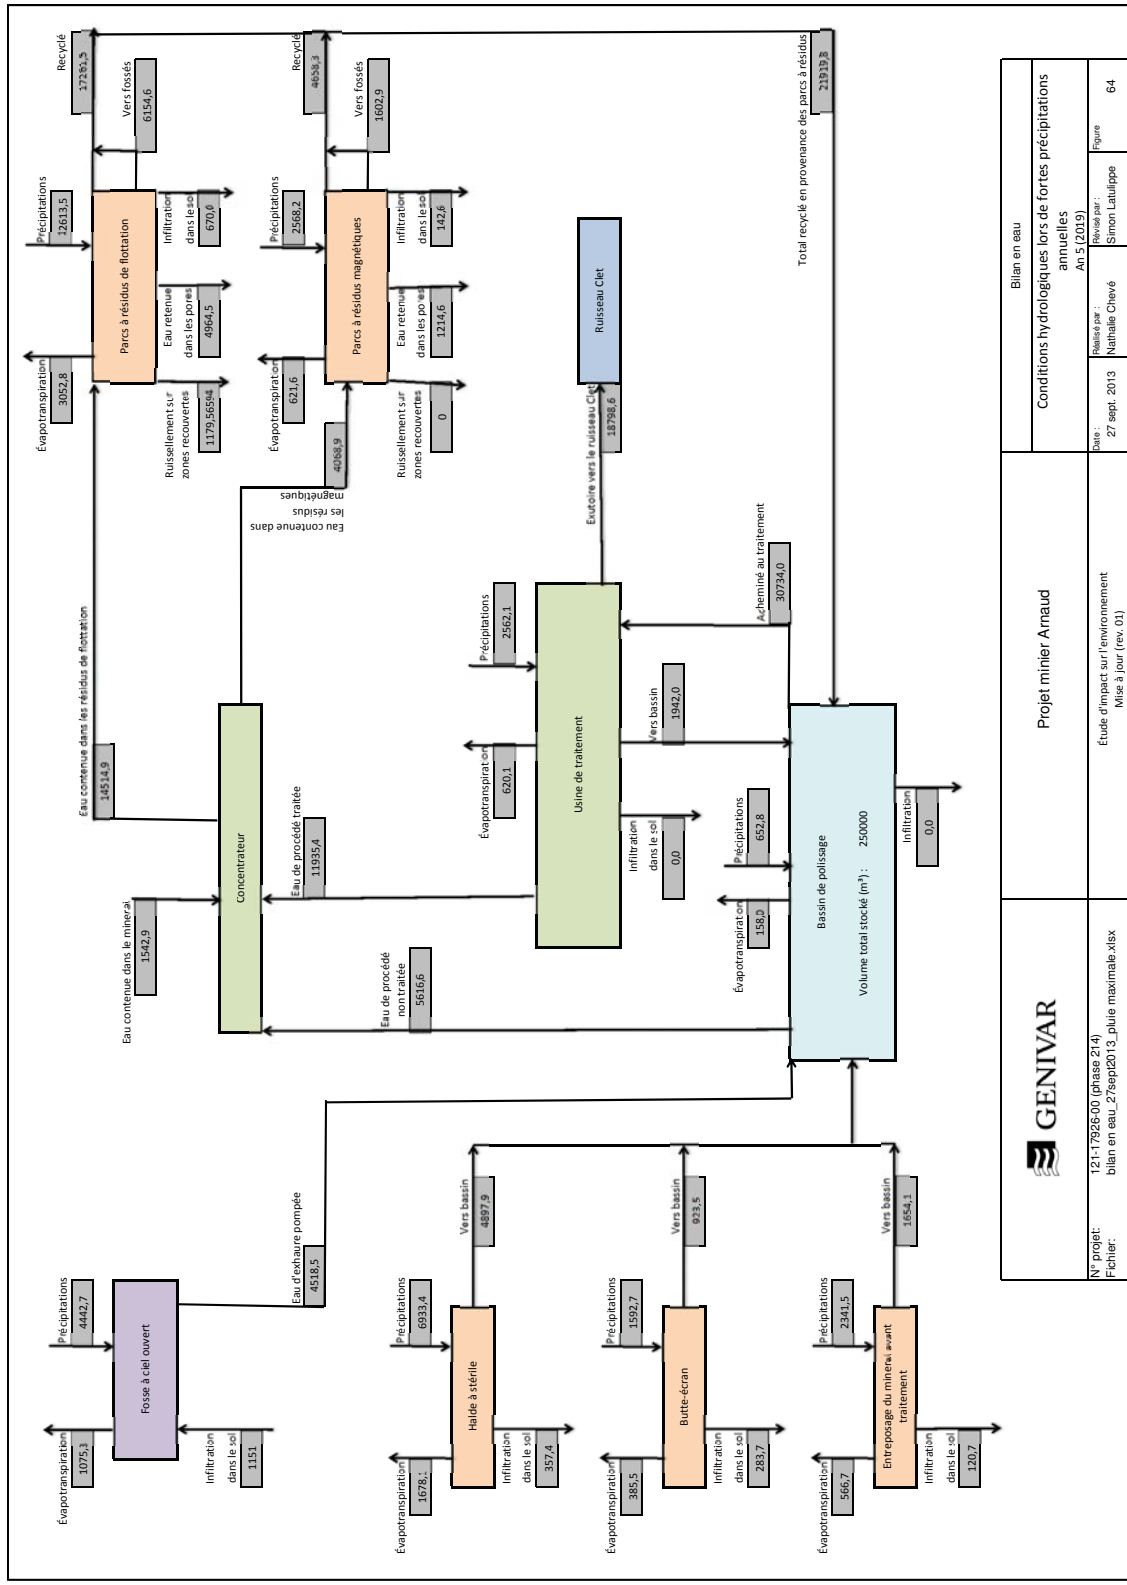 Évapotranspiration
1075,3
Précipitations
4442,7
Fosse à ciel ouvert
Infiltration
dans le sol
1151
Eau d'exhaure pompée
4518,5
Évapotranspiration
1678,1
Précipitations
6933,4
Halde à stérile
Infiltration
dans le sol
357,4
Vers bassin
4897,9
Évapotranspiration
385,5
Précipitations
1592,7
Butte-écran
Infiltration
dans le sol
283,7
Vers bassin
923,5
Évapotranspiration
566,7
Précipitations
2341,5
Entreposage du minerai avant
traitement
Infiltration
dans le sol
120,7
Vers bassin
1654,1
Eau contenue dans le minerai
1542,9
Concentrateur
Eau de procédé
non traitée
5616,6
Eau de procédé traitée
11935,4
Eau contenue dans les résidus de flottation
14514,9
Eau contenue dans
les résidus
magnétiques
4068,9
Évapotranspiration
620,1
Précipitations
2562,1
Usine de traitement
Infiltration
dans le sol
0,0
Vers bassin
1942,0
Acheminé au traitement
30734,0
Exutoire vers le ruisseau Clet
18798,6
Ruisseau Clet
Évapotranspiration
158,0
Précipitations
652,8
Bassin de polissage
Volume total stocké (m³) : 250000
Infiltration
0,0
Évapotranspiration
3052,8
Précipitations
12613,5
Parcs à résidus de flottation
Ruissellement sur
zones recouvertes
1179,56594
Eau retenue
dans les pores
4964,5
Infiltration
dans le sol
670,0
Vers fossés
6154,6
Recyclé
17261,5
Évapotranspiration
621,6
Précipitations
2568,2
Parcs à résidus magnétiques
Ruissellement sur
zones recouvertes
0
Eau retenue
dans les pores
1214,6
Infiltration
dans le sol
142,6
Vers fossés
1602,9
Recyclé
4658,3
Total recyclé en provenance des parcs à résidus
21919,8
GENIVAR
N° projet: 121-17926-00 (phase 214)
Fichier: bilan en eau_27sept2013_pluie maximale.xlsx
Projet minier Arnaud
Étude d'impact sur l'environnement
Mise à jour (rev. 01)
Bilan en eau
Conditions hydrologiques lors de fortes précipitations
annuelles
An 5 (2019)
Date :
27 sept. 2013
Réalisé par :
Nathalie Chevé
Révisé par :
Simon Latulippe
Figure
64